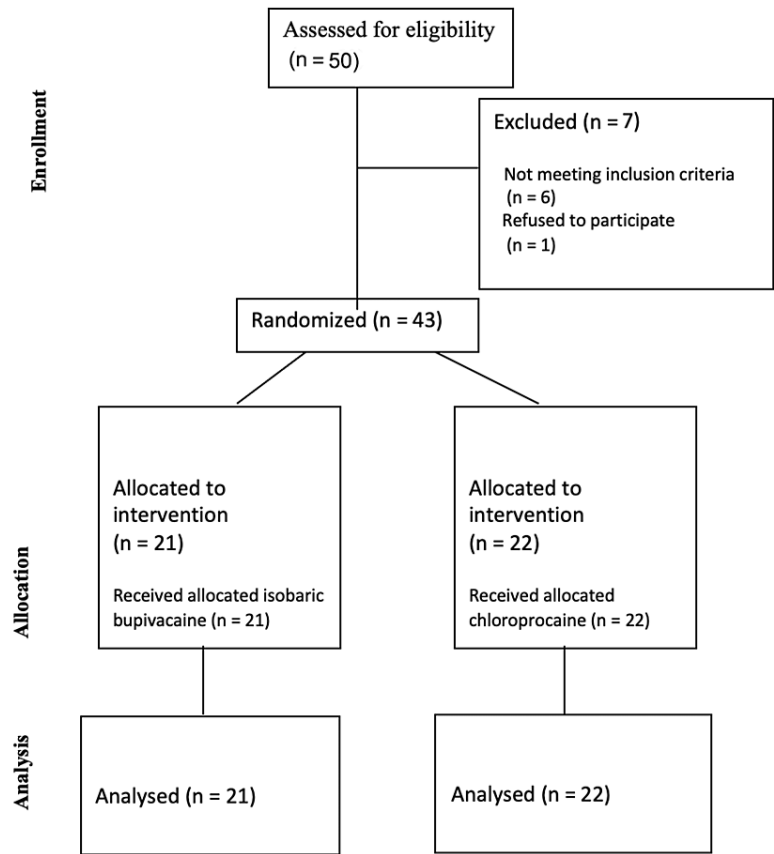 Assessed for eligibility
(n = 50)
Enrollment
Excluded (n = 7)
Not meeting inclusion criteria
(n = 6)
Refused to participate
(n = 1)
Randomized (n = 43)
Allocation
Allocated to
intervention
(n = 21)
Received allocated isobaric
bupivacaine (n = 21)
Allocated to
intervention
(n = 22)
Received allocated
chloroprocaine (n = 22)
Analysis
Analysed (n = 21)
Analysed (n = 22)